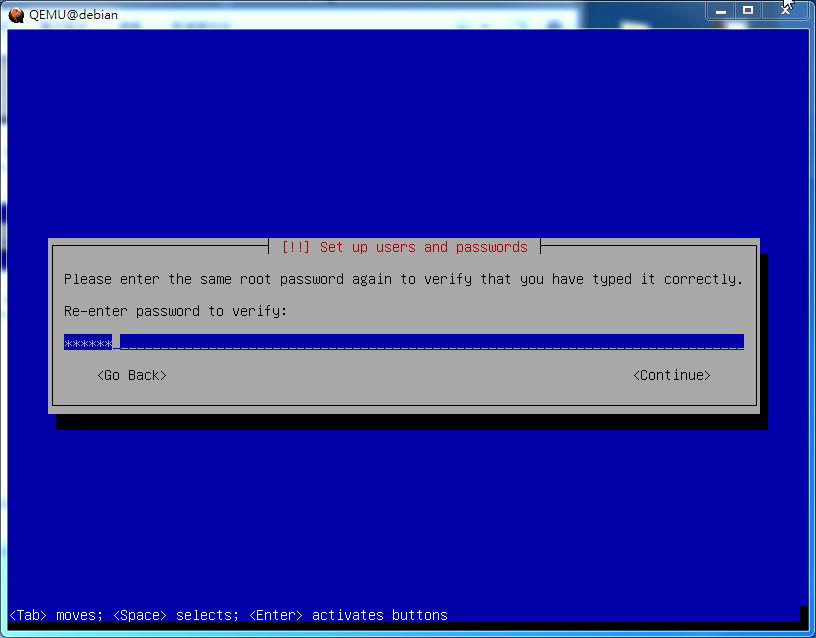 QEMU@debian
[!!] Set up users and passwords
Please enter the same root password again to verify that you have typed it correctly.
Re-enter password to verify:
******
<Go Back> <Continue>
<Tab> moves; <Space> selects; <Enter> activates buttons